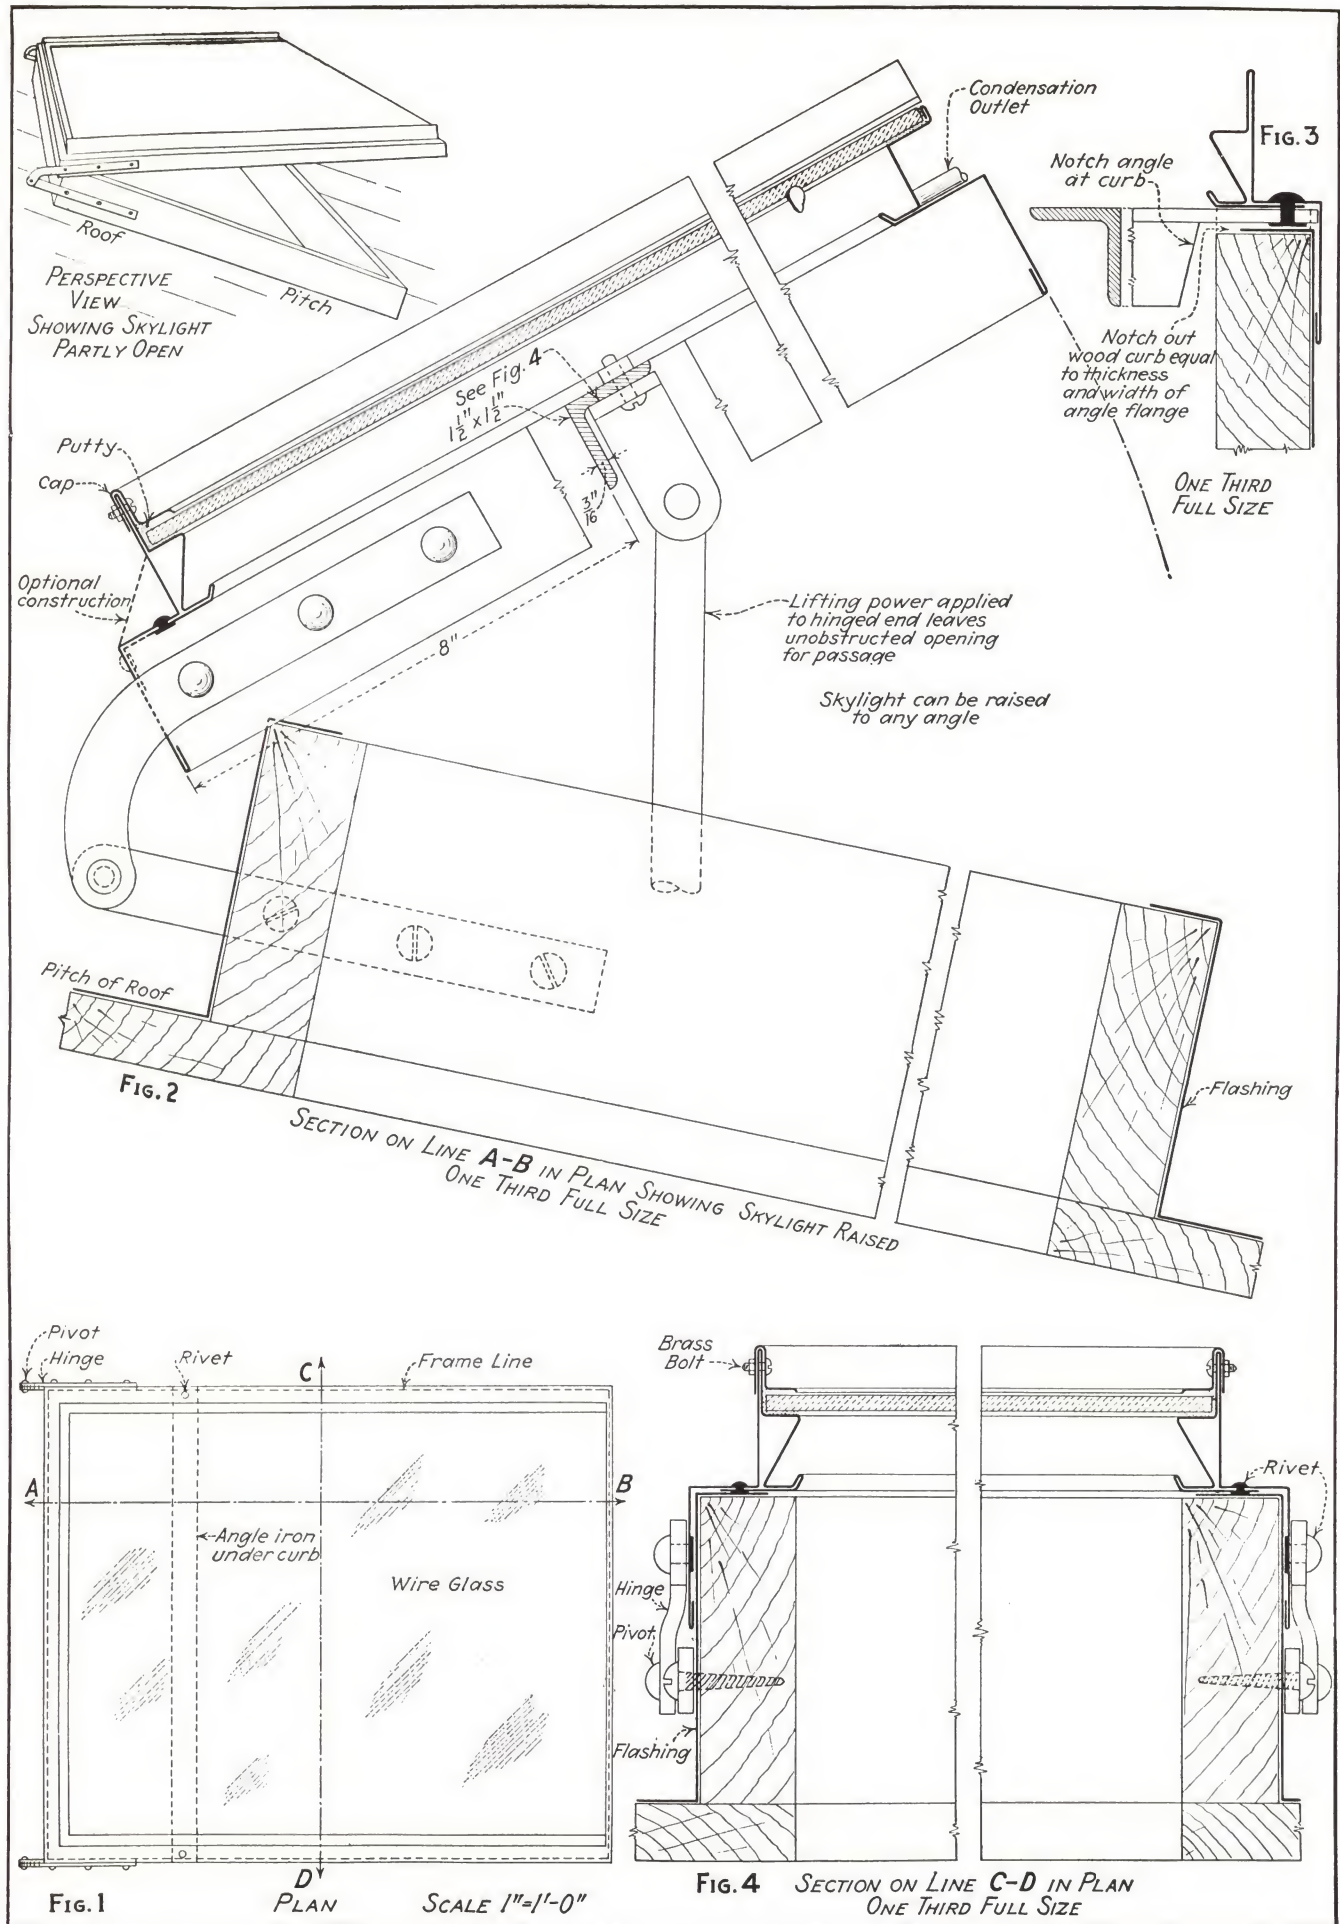 Roof
Pitch
PERSPECTIVE
VIEW
SHOWING SKYLIGHT
PARTLY OPEN
Condensation
Outlet
FIG. 3
Notch angle
at curb
Notch out
wood curb equal
to thickness
and width of
angle flange
ONE THIRD
FULL SIZE
See Fig. 4
1 1/2" x 1 1/2"
3/16"
Putty
Cap
Optional
construction
8"
Lifting power applied
to hinged end leaves
unobstructed opening
for passage
Skylight can be raised
to any angle
Pitch of Roof
FIG. 2
Flashing
SECTION ON LINE A-B IN PLAN SHOWING SKYLIGHT RAISED
ONE THIRD FULL SIZE
Pivot
Hinge
Rivet
C
Frame Line
A
B
Angle iron
under curb
Wire Glass
D
FIG. 1
PLAN
SCALE 1"=1'-0"
Brass
Bolt
Rivet
Hinge
Pivot
Flashing
FIG. 4
SECTION ON LINE C-D IN PLAN
ONE THIRD FULL SIZE